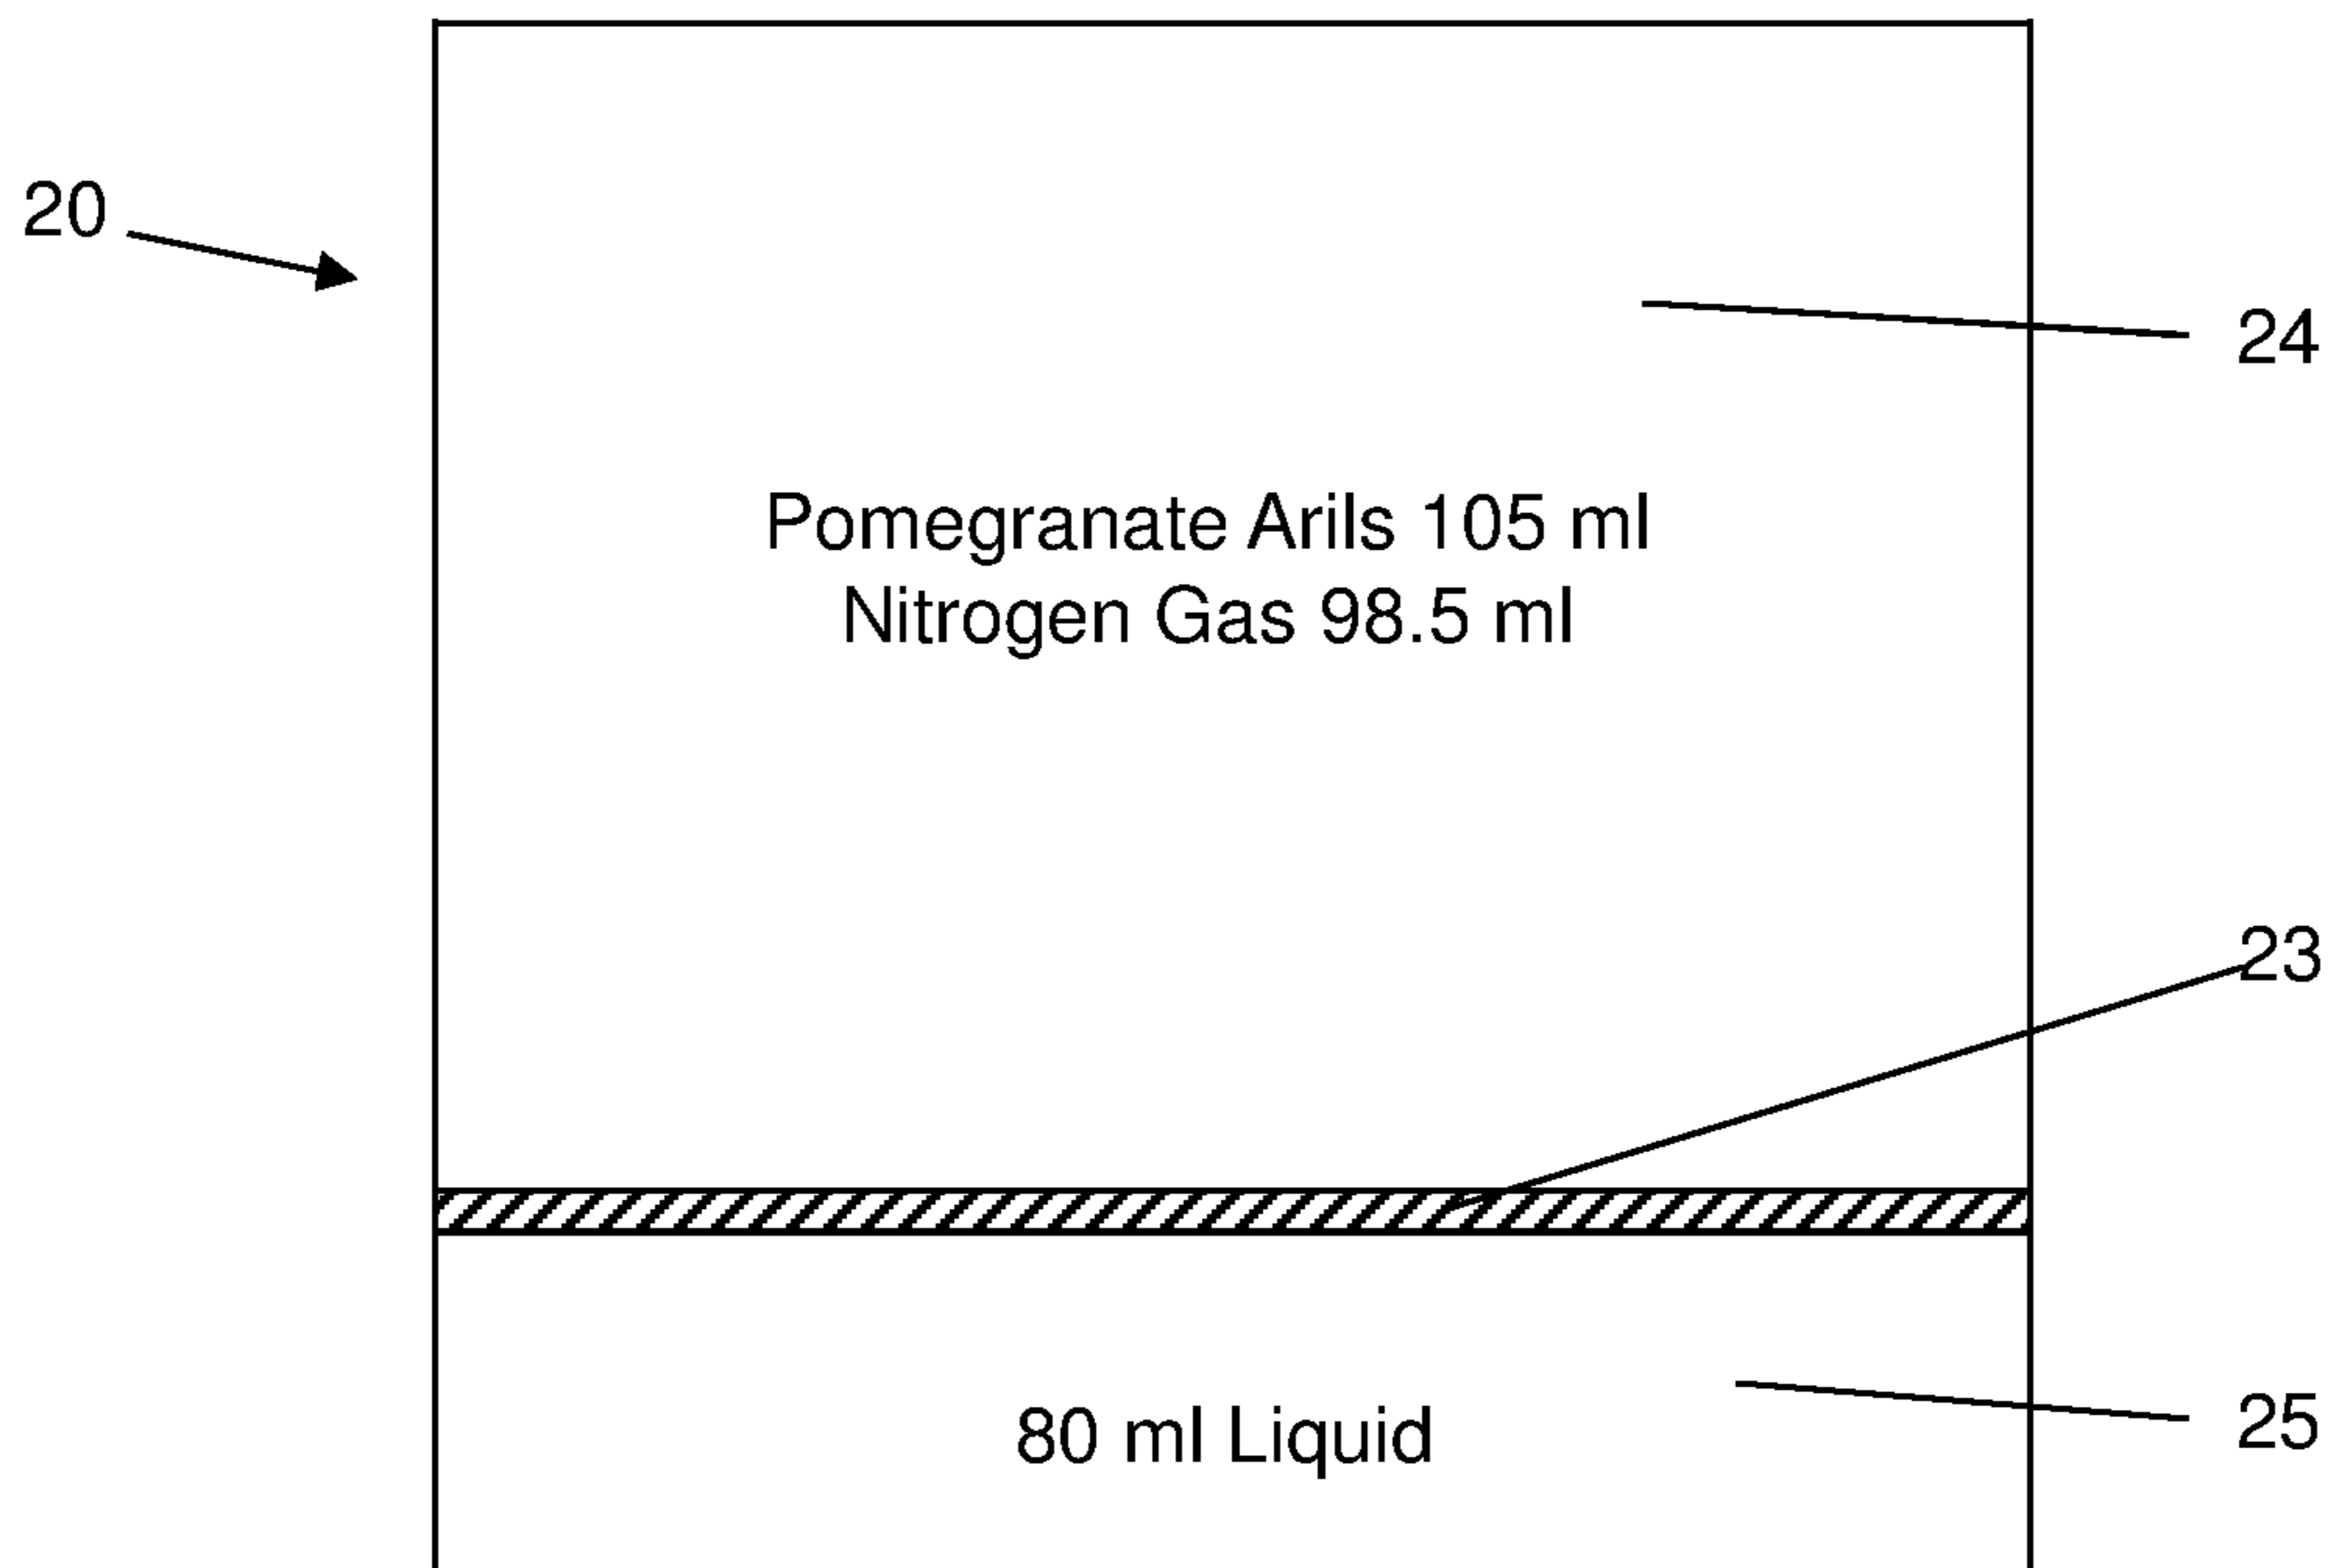 20
24
Pomegranate Arils 105 ml
Nitrogen Gas 98.5 ml
23
25
80 ml Liquid